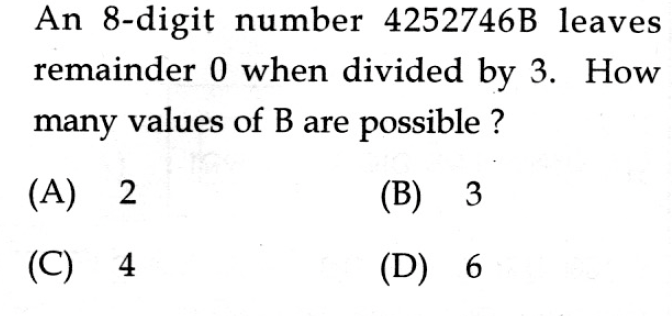 An 8-digit number 4252746B leaves
remainder 0 when divided by 3. How
many values of B are possible ?
(A) 2 (B) 3
(C) 4 (D) 6